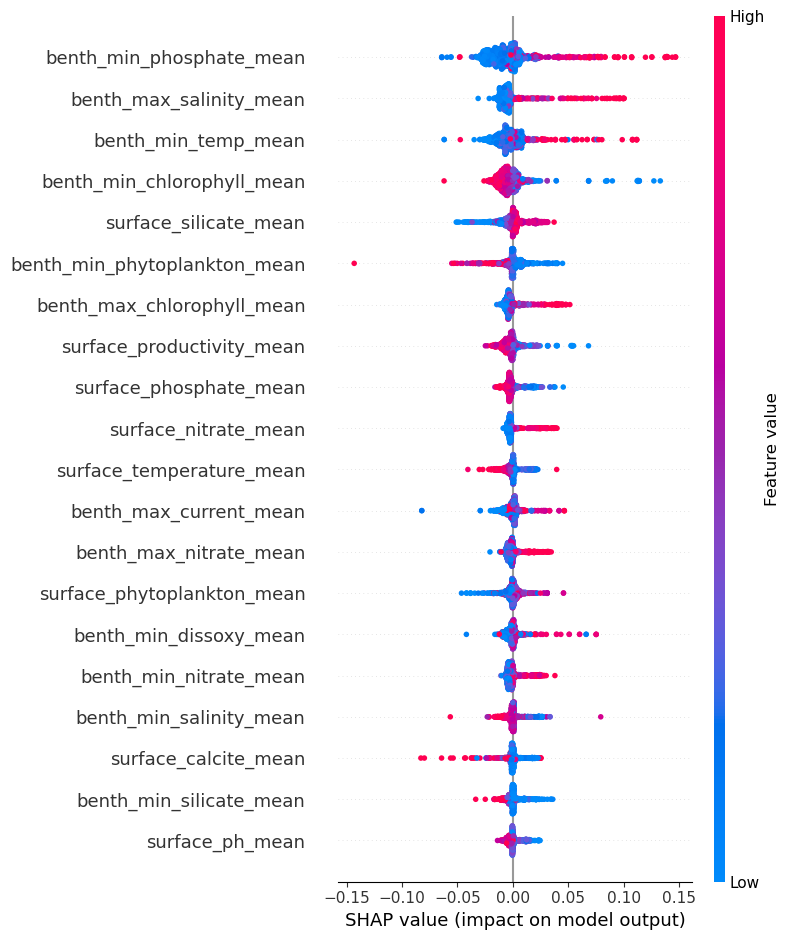 High
benth_min_phosphate_mean
benth_max_salinity_mean
benth_min_temp_mean
benth_min_chlorophyll_mean
surface_silicate_mean
benth_min_phytoplankton_mean
benth_max_chlorophyll_mean
surface_productivity_mean
surface_phosphate_mean
surface_nitrate_mean
surface_temperature_mean
benth_max_current_mean
benth_max_nitrate_mean
surface_phytoplankton_mean
benth_min_dissoxy_mean
benth_min_nitrate_mean
benth_min_salinity_mean
surface_calcite_mean
benth_min_silicate_mean
surface_ph_mean
Feature value
Low
−0.15 −0.10 −0.05 0.00 0.05 0.10 0.15
SHAP value (impact on model output)